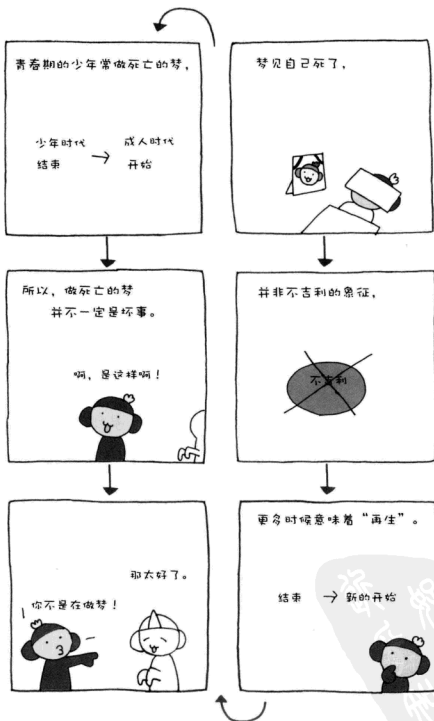 梦见自己死了，
并非不吉利的象征，
不吉利
更多时候意味着“再生”。
结束 → 新的开始
青春期的少年常做死亡的梦，
少年时代 → 成人时代
结束 开始
所以，做死亡的梦
并不一定是坏事。
啊，是这样啊！
那太好了。
你不是在做梦！